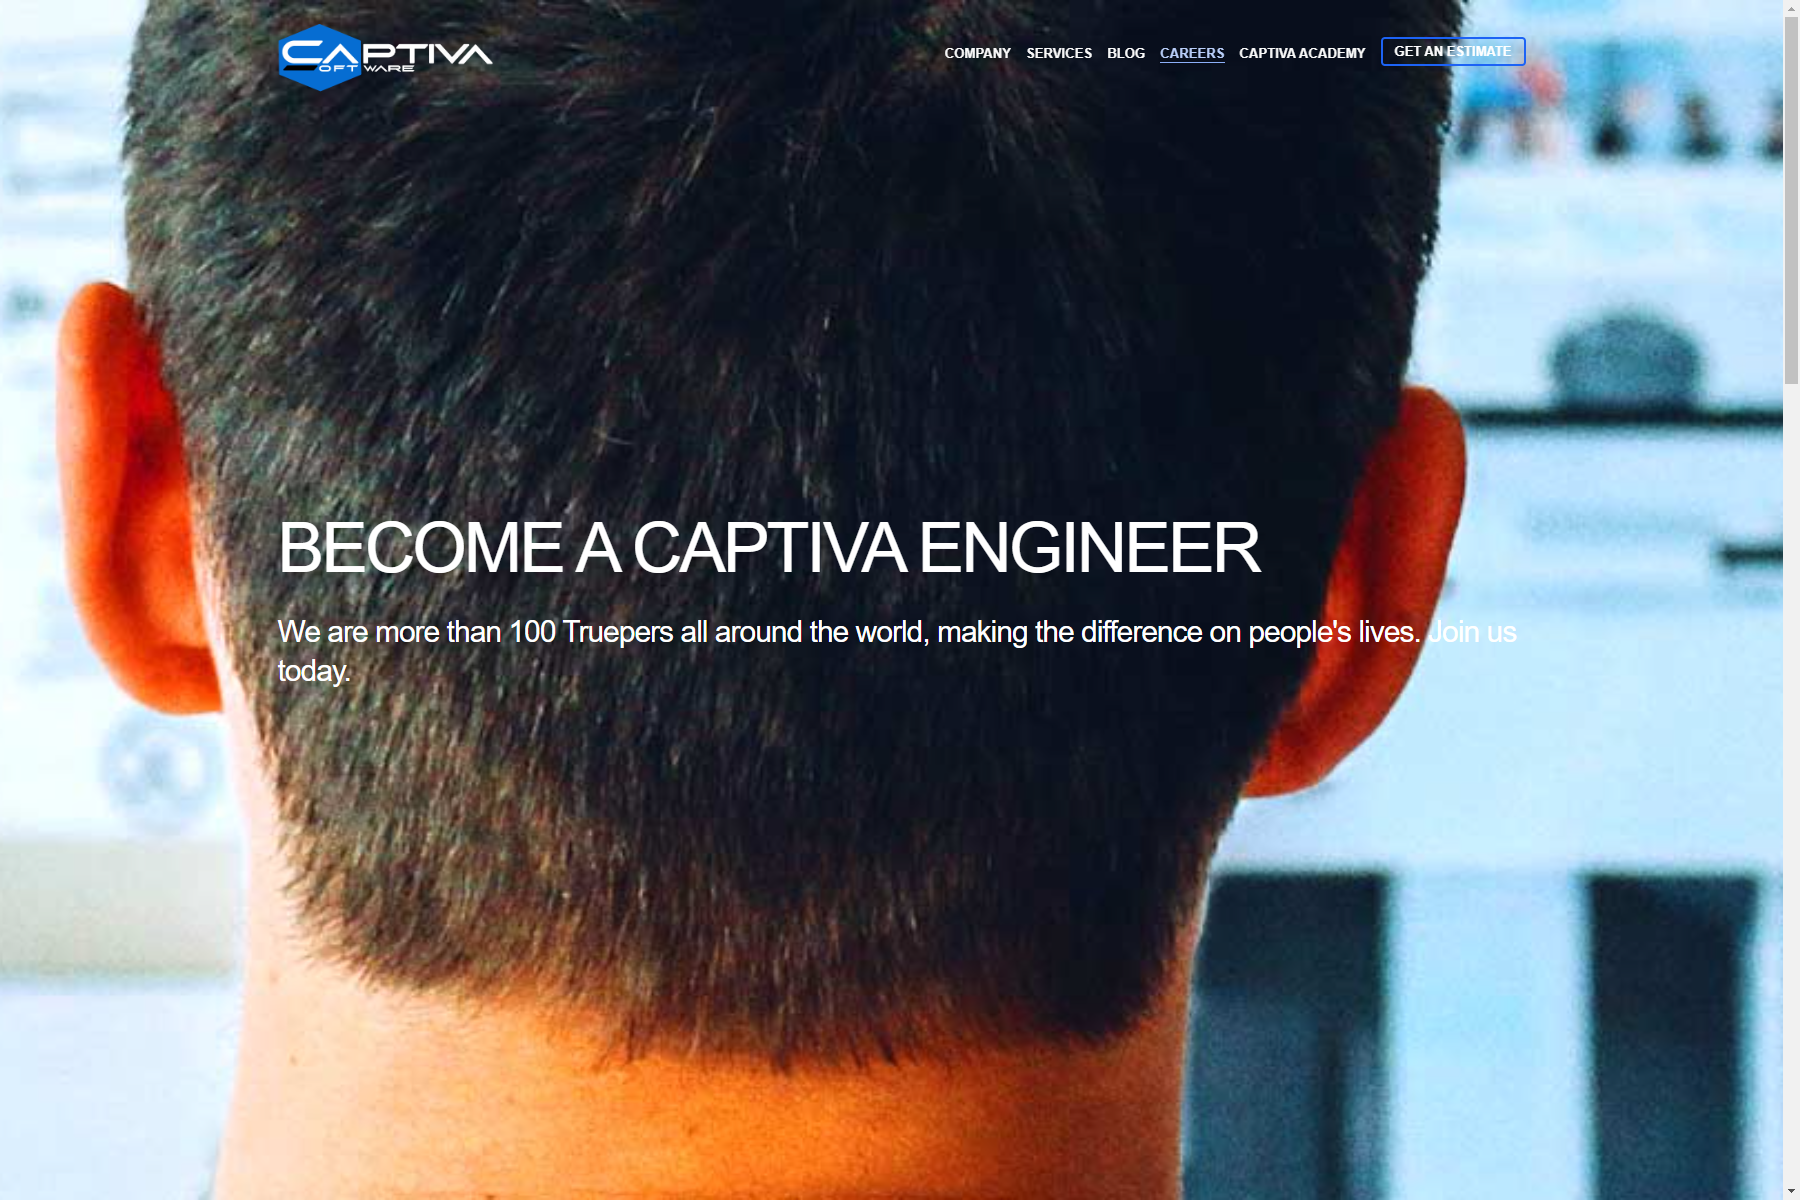 CAPTIVA
SOFTWARE
COMPANY SERVICES BLOG CAREERS CAPTIVA ACADEMY GET AN ESTIMATE
BECOME A CAPTIVA ENGINEER
We are more than 100 Truepers all around the world, making the difference on people's lives. Join us
today.